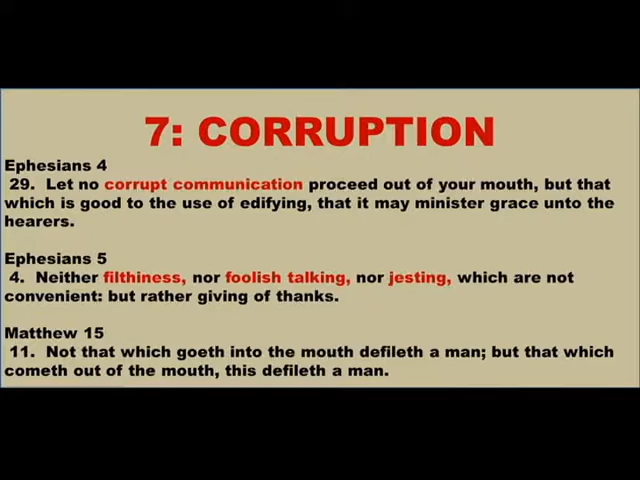 7: CORRUPTION
Ephesians 4
29. Let no corrupt communication proceed out of your mouth, but that
which is good to the use of edifying, that it may minister grace unto the
hearers.
Ephesians 5
4. Neither filthiness, nor foolish talking, nor jesting, which are not
convenient: but rather giving of thanks.
Matthew 15
11. Not that which goeth into the mouth defileth a man; but that which
cometh out of the mouth, this defileth a man.